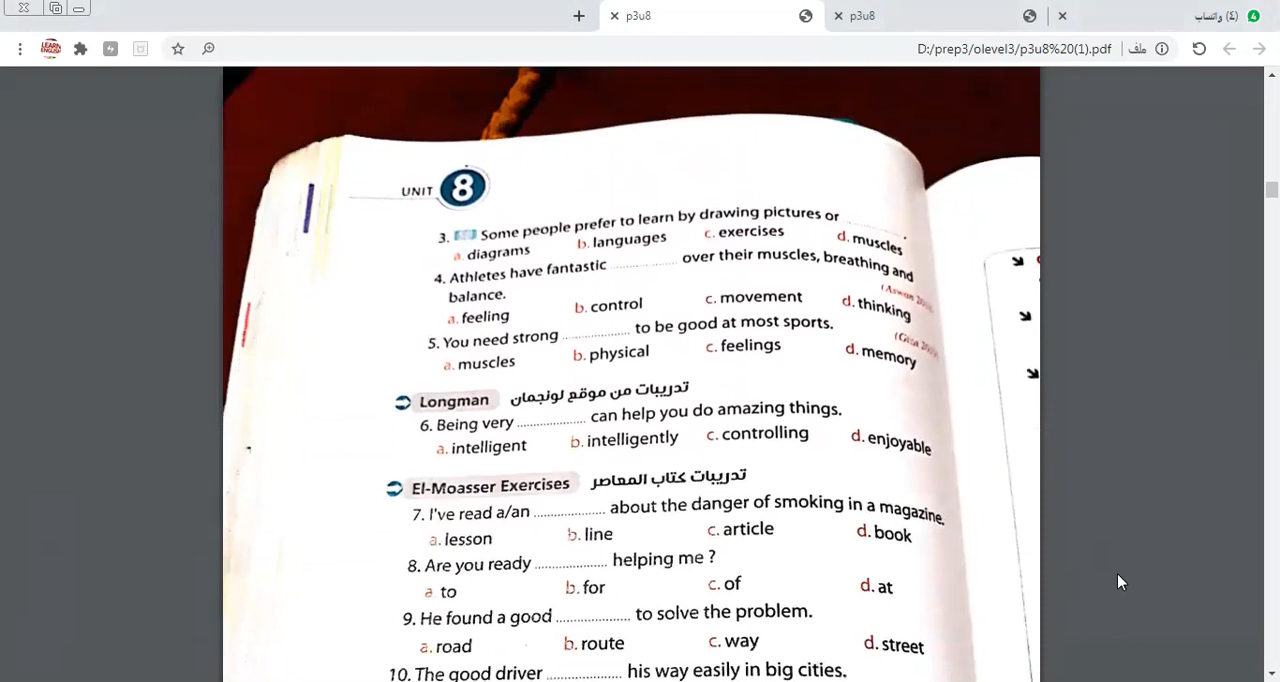 p3u8
p3u8
(٤) واتساب
D:/prep3/olevel3/p3u8%20(1).pdf
ملف
UNIT 8
3. Some people prefer to learn by drawing pictures or ............ .
a. diagrams b. languages c. exercises d. muscles
4. Athletes have fantastic ............ over their muscles, breathing and
balance. (Aswan
a. feeling b. control c. movement d. thinking
5. You need strong ............ to be good at most sports. (Giza
a. muscles b. physical c. feelings d. memory
Longman تدريبات من موقع لونجمان
6. Being very ............ can help you do amazing things.
a. intelligent b. intelligently c. controlling d. enjoyable
El-Moasser Exercises تدريبات كتاب المعاصر
7. I've read a/an ............ about the danger of smoking in a magazine.
a. lesson b. line c. article d. book
8. Are you ready ............ helping me ?
a. to b. for c. of d. at
9. He found a good ............ to solve the problem.
a. road b. route c. way d. street
10. The good driver ............ his way easily in big cities.